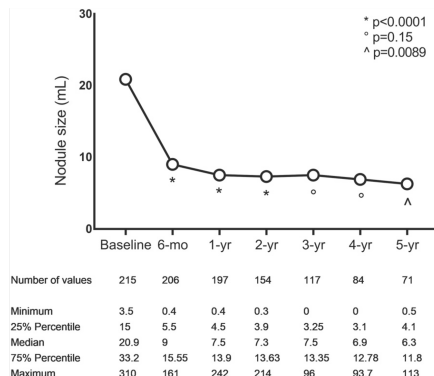 30
* p<0.0001
° p=0.15
^ p=0.0089
Nodule size (mL)
20
10
* * * ° ° ^
0
Baseline 6-mo 1-yr 2-yr 3-yr 4-yr 5-yr
Number of values 215 206 197 154 117 84 71
Minimum 3.5 0.4 0.4 0.3 0 0 0.5
25% Percentile 15 5.5 4.5 3.9 3.25 3.1 4.1
Median 20.9 9 7.5 7.3 7.5 6.9 6.3
75% Percentile 33.2 15.55 13.9 13.63 13.35 12.78 11.8
Maximum 310 161 242 214 96 93.7 113